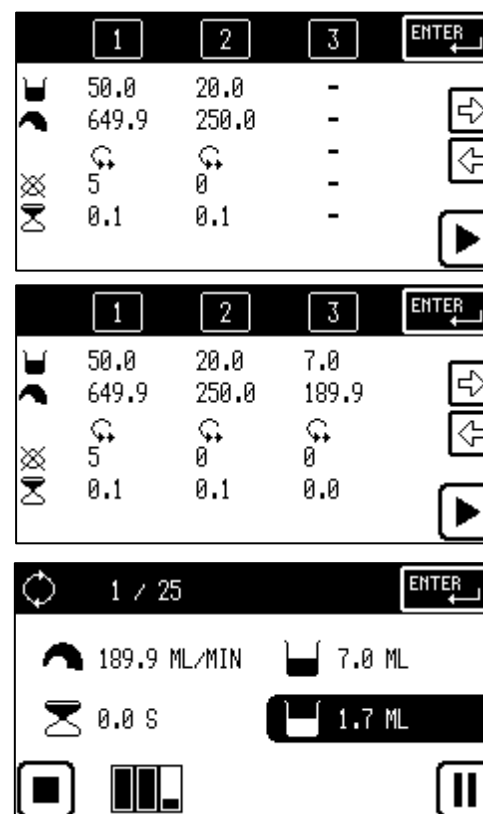 1 2 3 ENTER
50.0 20.0 -
649.9 250.0 -
-
5 0 -
0.1 0.1 -
1 2 3 ENTER
50.0 20.0 7.0
649.9 250.0 189.9
5 0 0
0.1 0.1 0.0
1 / 25 ENTER
189.9 ML/MIN 7.0 ML
0.0 S 1.7 ML